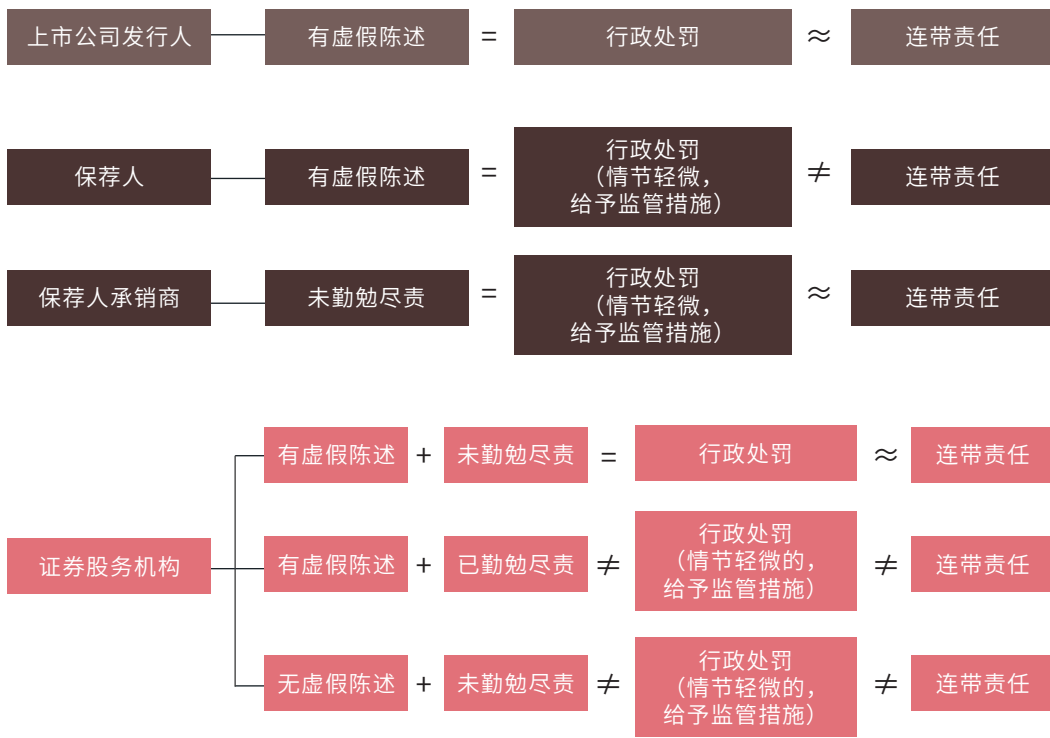 上市公司发行人 有虚假陈述 = 行政处罚 ≈ 连带责任
保荐人 有虚假陈述 = 行政处罚
（情节轻微，
给予监管措施） ≠ 连带责任
保荐人承销商 未勤勉尽责 = 行政处罚
（情节轻微，
给予监管措施） ≈ 连带责任
有虚假陈述 + 未勤勉尽责 = 行政处罚 ≈ 连带责任
证券股务机构 有虚假陈述 + 已勤勉尽责 ≠ 行政处罚
（情节轻微的，
给予监管措施） ≠ 连带责任
无虚假陈述 + 未勤勉尽责 ≠ 行政处罚
（情节轻微的，
给予监管措施） ≠ 连带责任